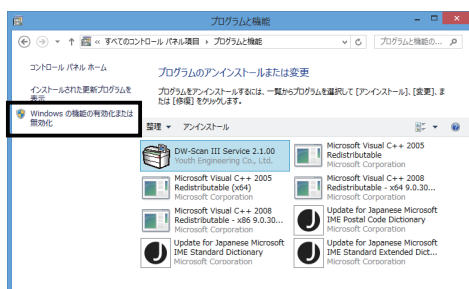 プログラムと機能
« すべてのコントロール パネル項目 › プログラムと機能
プログラムと機能の...
コントロール パネル ホーム
インストールされた更新プログラムを
表示
Windows の機能の有効化または
無効化
プログラムのアンインストールまたは変更
プログラムをアンインストールするには、一覧からプログラムを選択して [アンインストール]、[変更]、ま
たは [修復] をクリックします。
整理
アンインストール
DW-Scan III Service 2.1.00
Youth Engineering Co., Ltd.
Microsoft Visual C++ 2005
Redistributable
Microsoft Corporation
Microsoft Visual C++ 2005
Redistributable (x64)
Microsoft Corporation
Microsoft Visual C++ 2008
Redistributable - x64 9.0.30...
Microsoft Corporation
Microsoft Visual C++ 2008
Redistributable - x86 9.0.30...
Microsoft Corporation
Update for Japanese Microsoft
IME Postal Code Dictionary
Microsoft Corporation
Update for Japanese Microsoft
IME Standard Dictionary
Microsoft Corporation
Update for Japanese Microsoft
IME Standard Extended Dict...
Microsoft Corporation